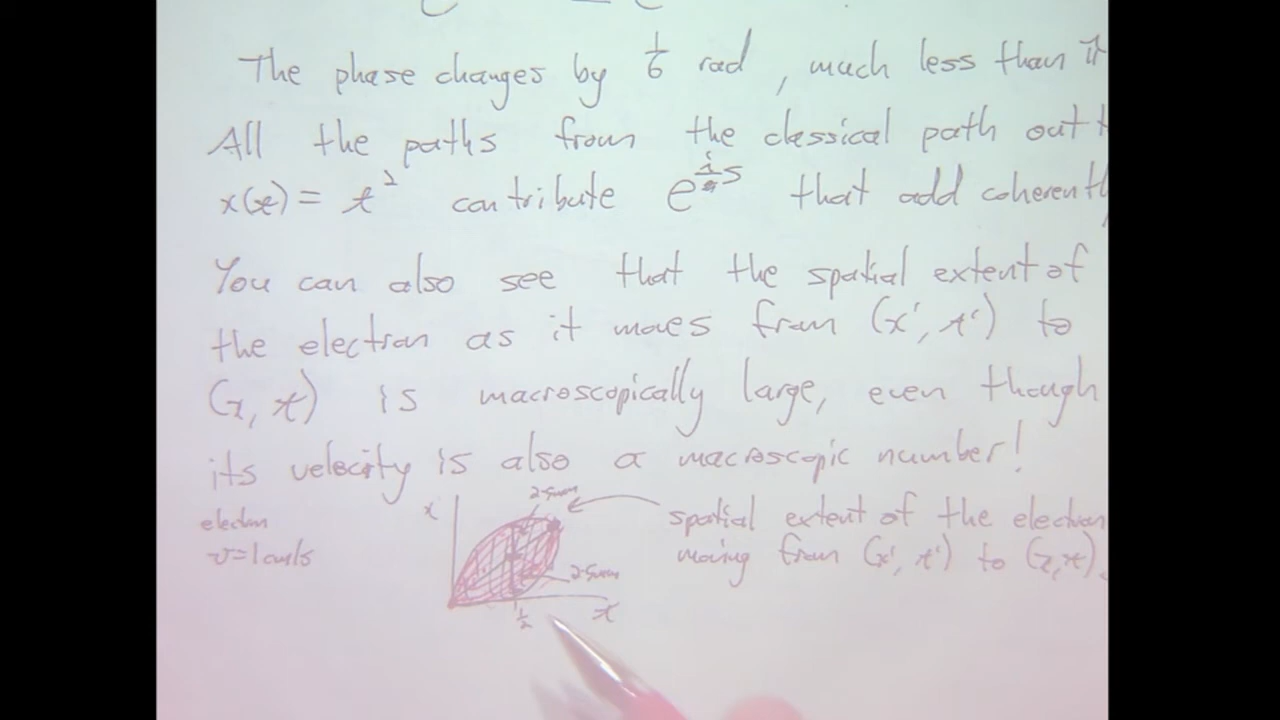 The phase changes by 1/6 rad, much less than π
All the paths from the classical path out t
x(t) = t² contribute e^{i/ħ S} that add coherently
You can also see that the spatial extent of
the electron as it moves from (x', t') to
(x, t) is macroscopically large, even though
its velocity is also a macroscopic number!
electron
v=1cm/s
x
2.5mm
2.5mm
1/2
t
spatial extent of the electron
moving from (x', t') to (x, t).